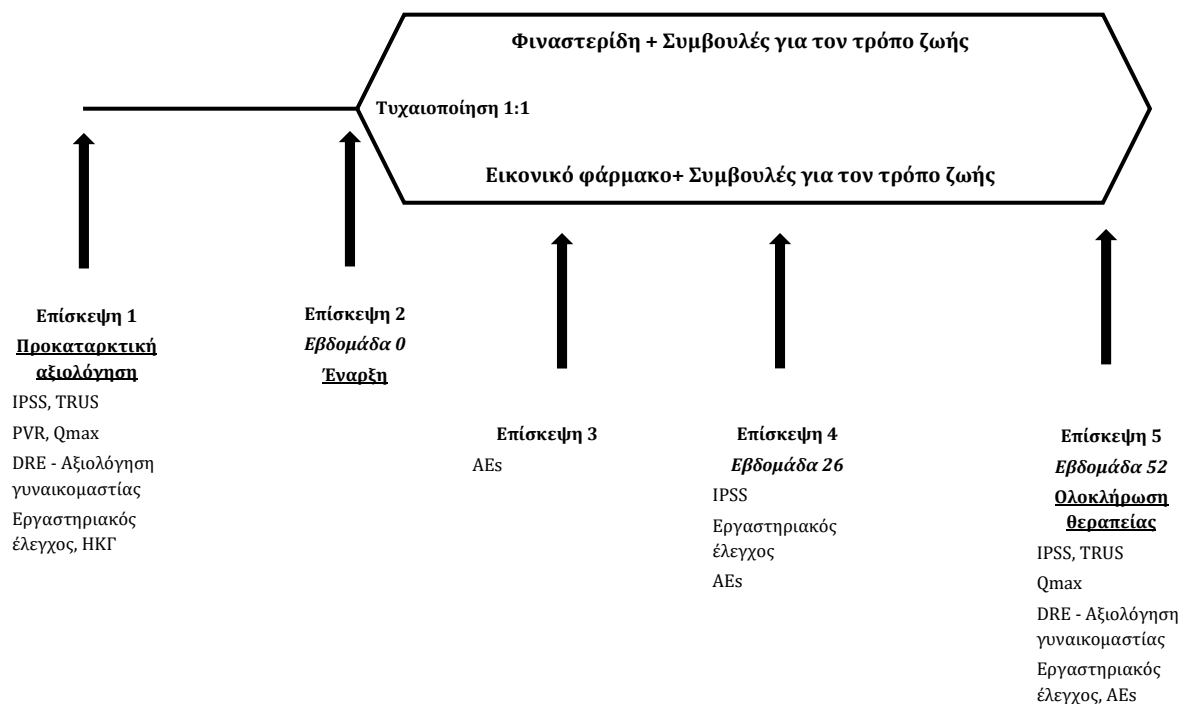 Φιναστερίδη + Συμβουλές για τον τρόπο ζωής
Τυχαιοποίηση 1:1
Εικονικό φάρμακο+ Συμβουλές για τον τρόπο ζωής
Επίσκεψη 1
Προκαταρκτική
αξιολόγηση
IPSS, TRUS
PVR, Qmax
DRE - Αξιολόγηση
γυναικομαστίας
Εργαστηριακός
έλεγχος, ΗΚΓ
Επίσκεψη 2
Εβδομάδα 0
Έναρξη
Επίσκεψη 3
AEs
Επίσκεψη 4
Εβδομάδα 26
IPSS
Εργαστηριακός
έλεγχος
AEs
Επίσκεψη 5
Εβδομάδα 52
Ολοκλήρωση
θεραπείας
IPSS, TRUS
Qmax
DRE - Αξιολόγηση
γυναικομαστίας
Εργαστηριακός
έλεγχος, AEs